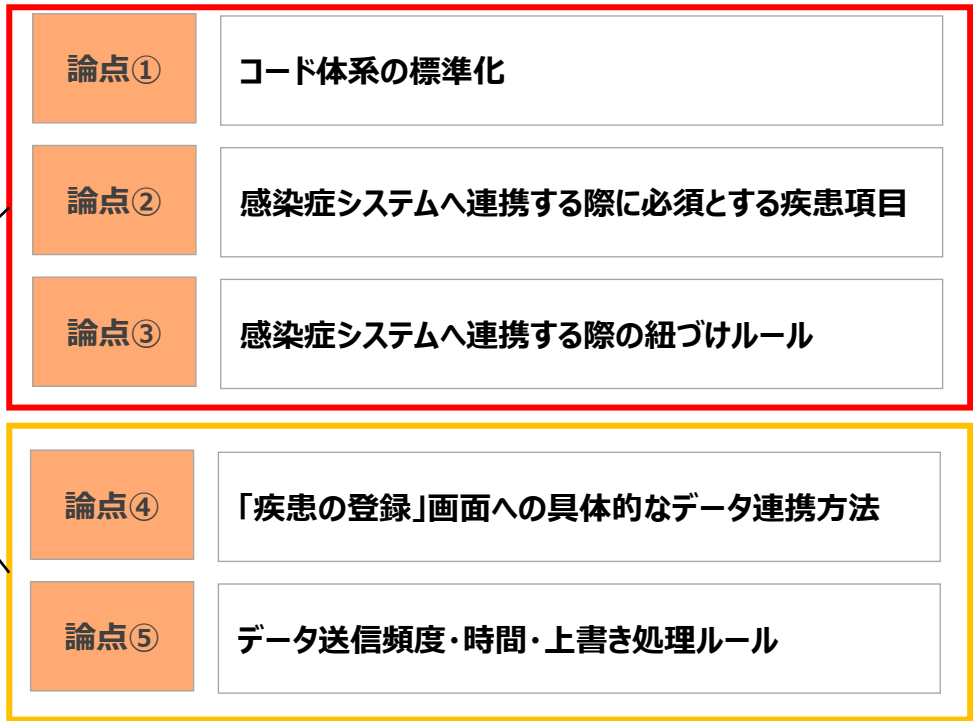 論点①
コード体系の標準化
論点②
感染症システムへ連携する際に必須とする疾患項目
論点③
感染症システムへ連携する際の紐づけルール
論点④
「疾患の登録」画面への具体的なデータ連携方法
論点⑤
データ送信頻度・時間・上書き処理ルール